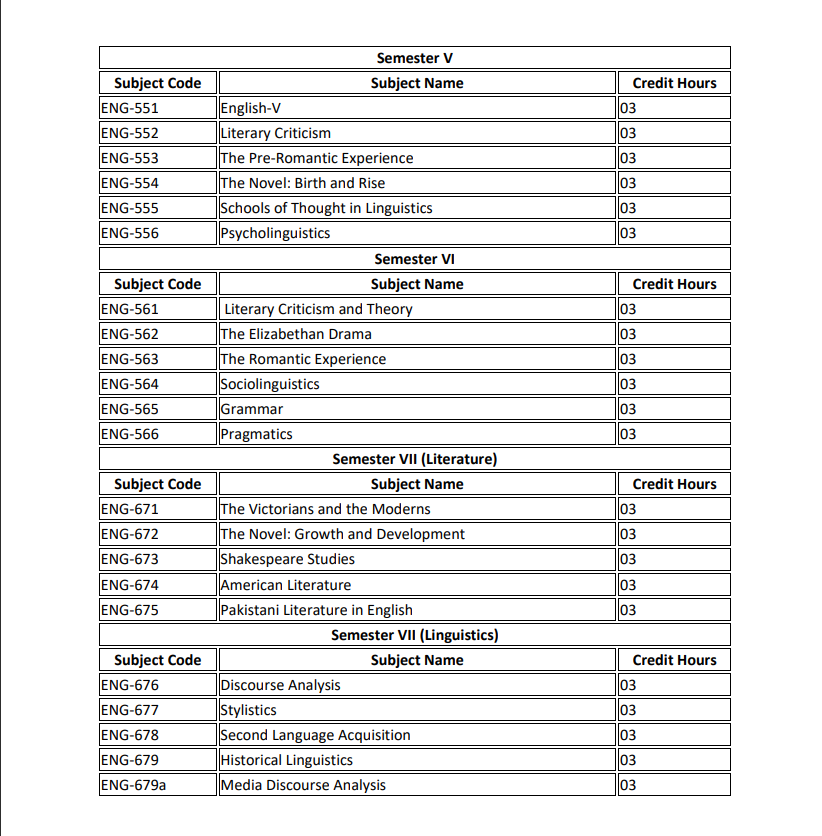 Semester V
Subject Code Subject Name Credit Hours
ENG-551 English-V 03
ENG-552 Literary Criticism 03
ENG-553 The Pre-Romantic Experience 03
ENG-554 The Novel: Birth and Rise 03
ENG-555 Schools of Thought in Linguistics 03
ENG-556 Psycholinguistics 03
Semester VI
Subject Code Subject Name Credit Hours
ENG-561 Literary Criticism and Theory 03
ENG-562 The Elizabethan Drama 03
ENG-563 The Romantic Experience 03
ENG-564 Sociolinguistics 03
ENG-565 Grammar 03
ENG-566 Pragmatics 03
Semester VII (Literature)
Subject Code Subject Name Credit Hours
ENG-671 The Victorians and the Moderns 03
ENG-672 The Novel: Growth and Development 03
ENG-673 Shakespeare Studies 03
ENG-674 American Literature 03
ENG-675 Pakistani Literature in English 03
Semester VII (Linguistics)
Subject Code Subject Name Credit Hours
ENG-676 Discourse Analysis 03
ENG-677 Stylistics 03
ENG-678 Second Language Acquisition 03
ENG-679 Historical Linguistics 03
ENG-679a Media Discourse Analysis 03